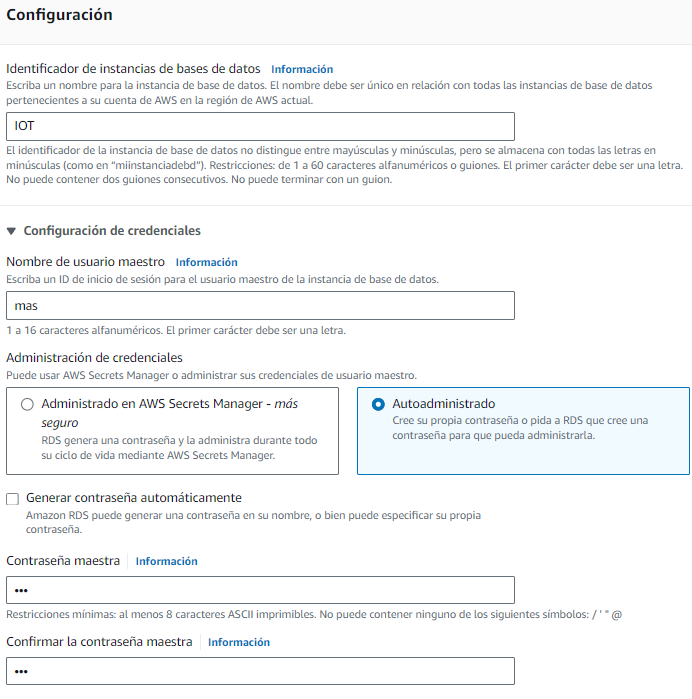 Configuración
Identificador de instancias de bases de datos Información
Escriba un nombre para la instancia de base de datos. El nombre debe ser único en relación con todas las instancias de base de datos
pertenecientes a su cuenta de AWS en la región de AWS actual.
IOT
El identificador de la instancia de base de datos no distingue entre mayúsculas y minúsculas, pero se almacena con todas las letras en
minúsculas (como en “miinstanciadebd”). Restricciones: de 1 a 60 caracteres alfanuméricos o guiones. El primer carácter debe ser una letra.
No puede contener dos guiones consecutivos. No puede terminar con un guion.
▼ Configuración de credenciales
Nombre de usuario maestro Información
Escriba un ID de inicio de sesión para el usuario maestro de la instancia de base de datos.
mas
1 a 16 caracteres alfanuméricos. El primer carácter debe ser una letra.
Administración de credenciales
Puede usar AWS Secrets Manager o administrar sus credenciales de usuario maestro.
Administrado en AWS Secrets Manager - más
seguro
RDS genera una contraseña y la administra durante todo
su ciclo de vida mediante AWS Secrets Manager.
Autoadministrado
Cree su propia contraseña o pida a RDS que cree una
contraseña para que pueda administrarla.
Generar contraseña automáticamente
Amazon RDS puede generar una contraseña en su nombre, o bien puede especificar su propia
contraseña.
Contraseña maestra Información
•••
Restricciones mínimas: al menos 8 caracteres ASCII imprimibles. No puede contener ninguno de los siguientes símbolos: / ' " @
Confirmar la contraseña maestra Información
•••